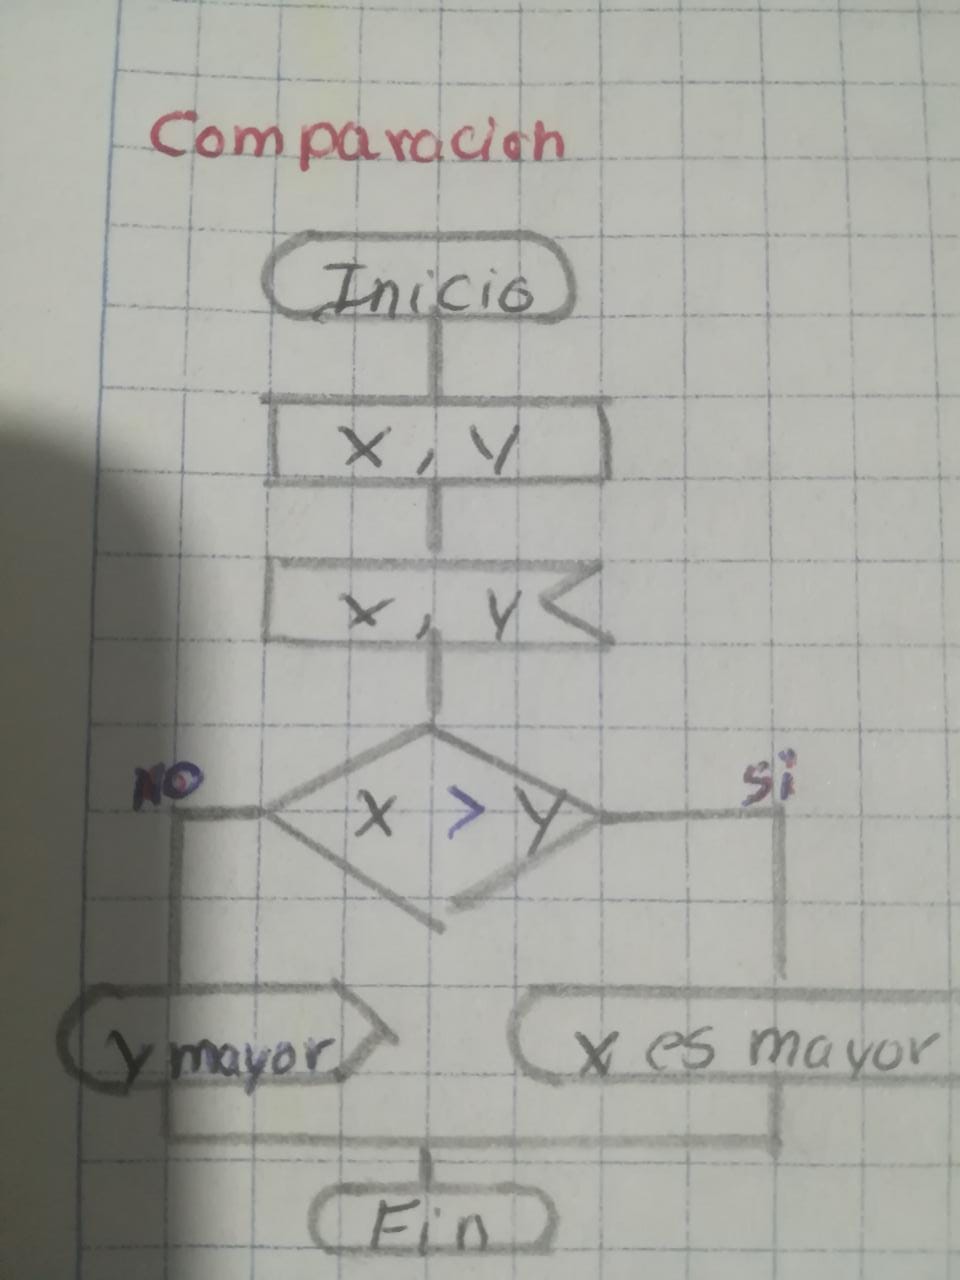 Comparacion
Inicio
X, Y
X, Y
NO
Si
X > Y
Y mayor
X es mayor
Fin